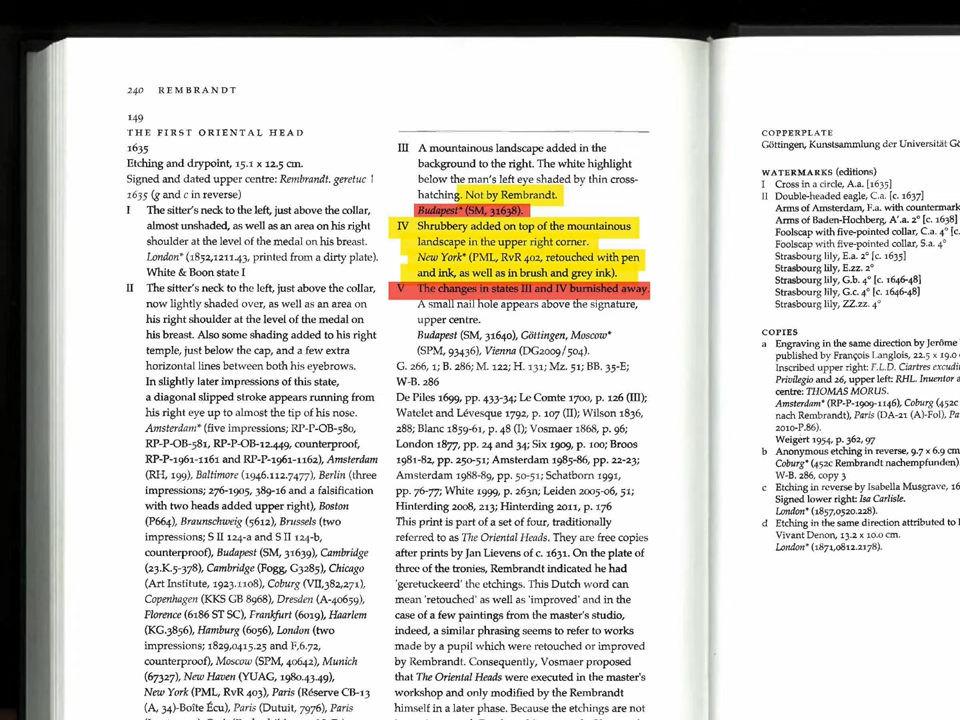 240 REMBRANDT
149
THE FIRST ORIENTAL HEAD
1635
Etching and drypoint, 15.1 x 12.5 cm.
Signed and dated upper centre: Rembrandt. geretuc |
1635 (g and c in reverse)
I The sitter's neck to the left, just above the collar,
almost unshaded, as well as an area on his right
shoulder at the level of the medal on his breast.
London* (1852,1211.43, printed from a dirty plate).
White & Boon state I
II The sitter's neck to the left, just above the collar,
now lightly shaded over, as well as an area on
his right shoulder at the level of the medal on
his breast. Also some shading added to his right
temple, just below the cap, and a few extra
horizontal lines between both his eyebrows.
In slightly later impressions of this state,
a diagonal slipped stroke appears running from
his right eye up to almost the tip of his nose.
Amsterdam* (five impressions; RP-P-OB-580,
RP-P-OB-581, RP-P-OB-12.449, counterproof,
RP-P-1961-1161 and RP-P-1961-1162), Amsterdam
(RH, 199), Baltimore (1946.112.7477), Berlin (three
impressions; 276-1905, 389-16 and a falsification
with two heads added upper right), Boston
(P664), Braunschweig (5612), Brussels (two
impressions; S II 124-a and S II 124-b,
counterproof), Budapest (SM, 31639), Cambridge
(23.K.5-378), Cambridge (Fogg, G3285), Chicago
(Art Institute, 1923.1108), Coburg (VII,382,271),
Copenhagen (KKS GB 8968), Dresden (A-40659),
Florence (6186 ST SC), Frankfurt (6019), Haarlem
(KG.3856), Hamburg (6056), London (two
impressions; 1829,0415.25 and F,6.72,
counterproof), Moscow (SPM, 40642), Munich
(67327), New Haven (YUAG, 1980.43.49),
New York (PML, RvR 403), Paris (Réserve CB-13
(A, 34)-Boîte Écu), Paris (Dutuit, 7976), Paris
III A mountainous landscape added in the
background to the right. The white highlight
below the man's left eye shaded by thin cross-
hatching. Not by Rembrandt.
Budapest* (SM, 31638).
IV Shrubbery added on top of the mountainous
landscape in the upper right corner.
New York* (PML, RvR 402, retouched with pen
and ink, as well as in brush and grey ink).
V The changes in states III and IV burnished away.
A small nail hole appears above the signature,
upper centre.
Budapest (SM, 31640), Göttingen, Moscow*
(SPM, 93436), Vienna (DG2009/504).
G. 266, 1; B. 286; M. 122; H. 131; Mz. 51; BB. 35-E;
W-B. 286
De Piles 1699, pp. 433-34; Le Comte 1700, p. 126 (III);
Watelet and Lévesque 1792, p. 107 (II); Wilson 1836,
288; Blanc 1859-61, p. 48 (I); Vosmaer 1868, p. 96;
London 1877, pp. 24 and 34; Six 1909, p. 100; Broos
1981-82, pp. 250-51; Amsterdam 1985-86, pp. 22-23;
Amsterdam 1988-89, pp. 50-51; Schatborn 1991,
pp. 76-77; White 1999, p. 263n; Leiden 2005-06, 51;
Hinterding 2008, 213; Hinterding 2011, p. 176
This print is part of a set of four, traditionally
referred to as The Oriental Heads. They are free copies
after prints by Jan Lievens of c. 1631. On the plate of
three of the tronies, Rembrandt indicated he had
'geretuckeerd' the etchings. This Dutch word can
mean 'retouched' as well as 'improved' and in the
case of a few paintings from the master's studio,
indeed, a similar phrasing seems to refer to works
made by a pupil which were retouched or improved
by Rembrandt. Consequently, Vosmaer proposed
that The Oriental Heads were executed in the master's
workshop and only modified by the Rembrandt
himself in a later phase. Because the etchings are not
COPPERPLATE
Göttingen, Kunstsammlung der Universität Gö
WATERMARKS (editions)
I Cross in a circle, A.a. [1635]
II Double-headed eagle, C.a. [c. 1637]
Arms of Amsterdam, F.a. with countermark
Arms of Baden-Hochberg, A'.a. 2° [c. 1638]
Foolscap with five-pointed collar, C.a. 4° [c.
Foolscap with five-pointed collar, S.a. 4°
Strasbourg lily, E.a. 2° [c. 1635]
Strasbourg lily, E.zz. 2°
Strasbourg lily, G.b. 4° [c. 1646-48]
Strasbourg lily, G.c. 4° [c. 1646-48]
Strasbourg lily, ZZ.zz. 4°
COPIES
a Engraving in the same direction by Jerôme
published by François Langlois, 22.5 x 19.0
Inscribed upper right: F.L.D. Ciartres excudi
Privilegio and 26, upper left: RHL. Inuentor a
centre: THOMAS MORUS.
Amsterdam* (RP-P-1909-1146), Coburg (452c
nach Rembrandt), Paris (DA-21 (A)-Fol), Pa
2010-P.86).
Weigert 1954, p. 362, 97
b Anonymous etching in reverse, 9.7 x 6.9 cm
Coburg* (452c Rembrandt nachempfunden).
W-B. 286, copy 3
c Etching in reverse by Isabella Musgrave, 16
Signed lower right: Isa Carlisle.
London* (1857,0520.228).
d Etching in the same direction attributed to
Vivant Denon, 13.2 x 10.0 cm.
London* (1871,0812.2178).